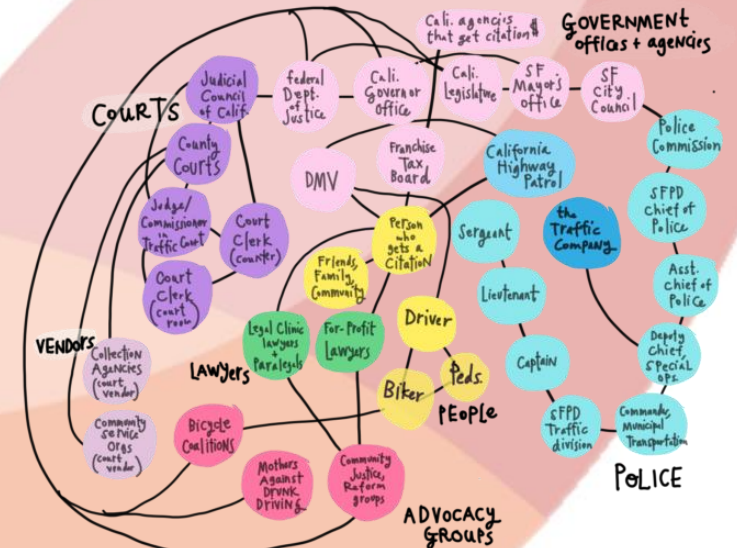 Cali. agencies
that get citation $
GOVERNMENT
offices + agencies
COURTS
Judicial
Council
of Calif.
federal
Dept.
of
Justice
Cali.
Governor
Office
Cali.
Legislature
SF
Mayor's
office
SF
City
Council
Police
Commission
County
Courts
DMV
Franchise
Tax
Board
California
Highway
Patrol
SFPD
Chief of
Police
Judge/
Commissioner
in
Traffic Court
Court
Clerk
(counter)
Person
who
gets a
Citation
Sergeant
the
Traffic
Company
Friends,
Family,
Community
Asst.
chief of
Police
Court
Clerk
(court
room)
Lieutenant
VENDORS
Collection
Agencies
(court
vendor)
LAWYERS
Legal Clinic
lawyers
+
Paralegals
For-Profit
Lawyers
Driver
Captain
Deputy
Chief,
Special
ops.
Biker
Peds.
PEOPLE
Community
Service
Orgs
(court
vendor)
Bicycle
Coalitions
SFPD
Traffic
division
Commander,
Municipal
Transportation
POLICE
Mothers
Against
Drunk
Driving
Community
Justice,
Reform
groups
ADVOCACY
GROUPS